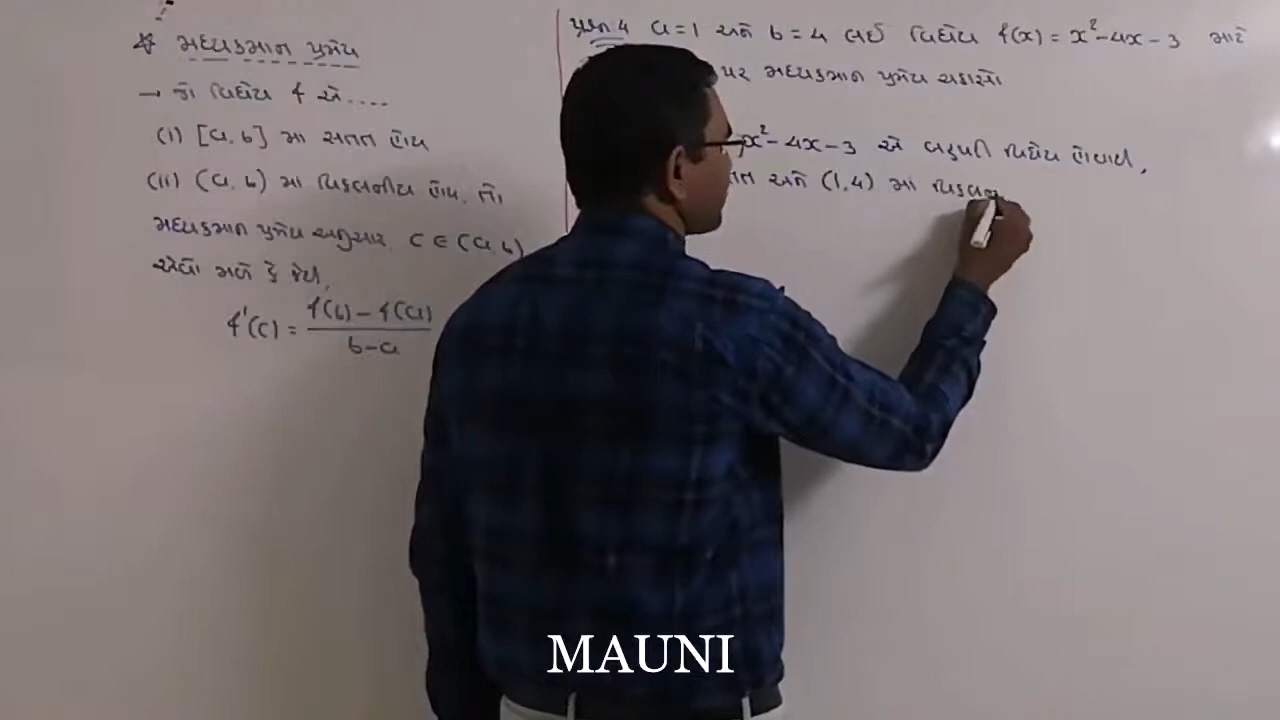 ☆ મધ્યકમાન પ્રમેય
→ જો વિધેય f એ....
(i) [a, b] માં સતત હોય
(ii) (a, b) માં વિકલનીય હોય, તો
મધ્યકમાન પ્રમેય અનુસાર, c ∈ (a, b)
એવો મળે કે જેથી,
f'(c) = f(b) - f(a) / b-a
પ્રશ્ન:4 a=1 અને b=4 લઈ વિધેય f(x) = x²-4x-3 માટે
પર મધ્યકમાન પ્રમેય ચકાસો
x²-4x-3 એ બહુપદી વિધેય હોવાથી,
અને (1,4) માં વિકલન
MAUNI